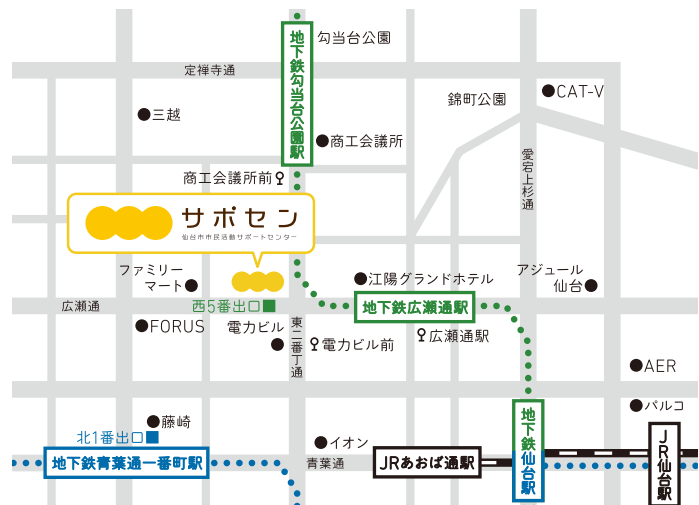 地下鉄勾当台公園駅
勾当台公園
定禅寺通
錦町公園
CAT-V
三越
商工会議所
愛宕上杉通
商工会議所前
サポセン
仙台市市民活動サポートセンター
ファミリー
マート
江陽グランドホテル
アジュール
仙台
広瀬通
西5番出口
地下鉄広瀬通駅
FORUS
電力ビル
東二番丁通
電力ビル前
広瀬通駅
AER
パルコ
藤崎
北1番出口
地下鉄青葉通一番町駅
イオン
青葉通
JRあおば通駅
地下鉄仙台駅
JR仙台駅